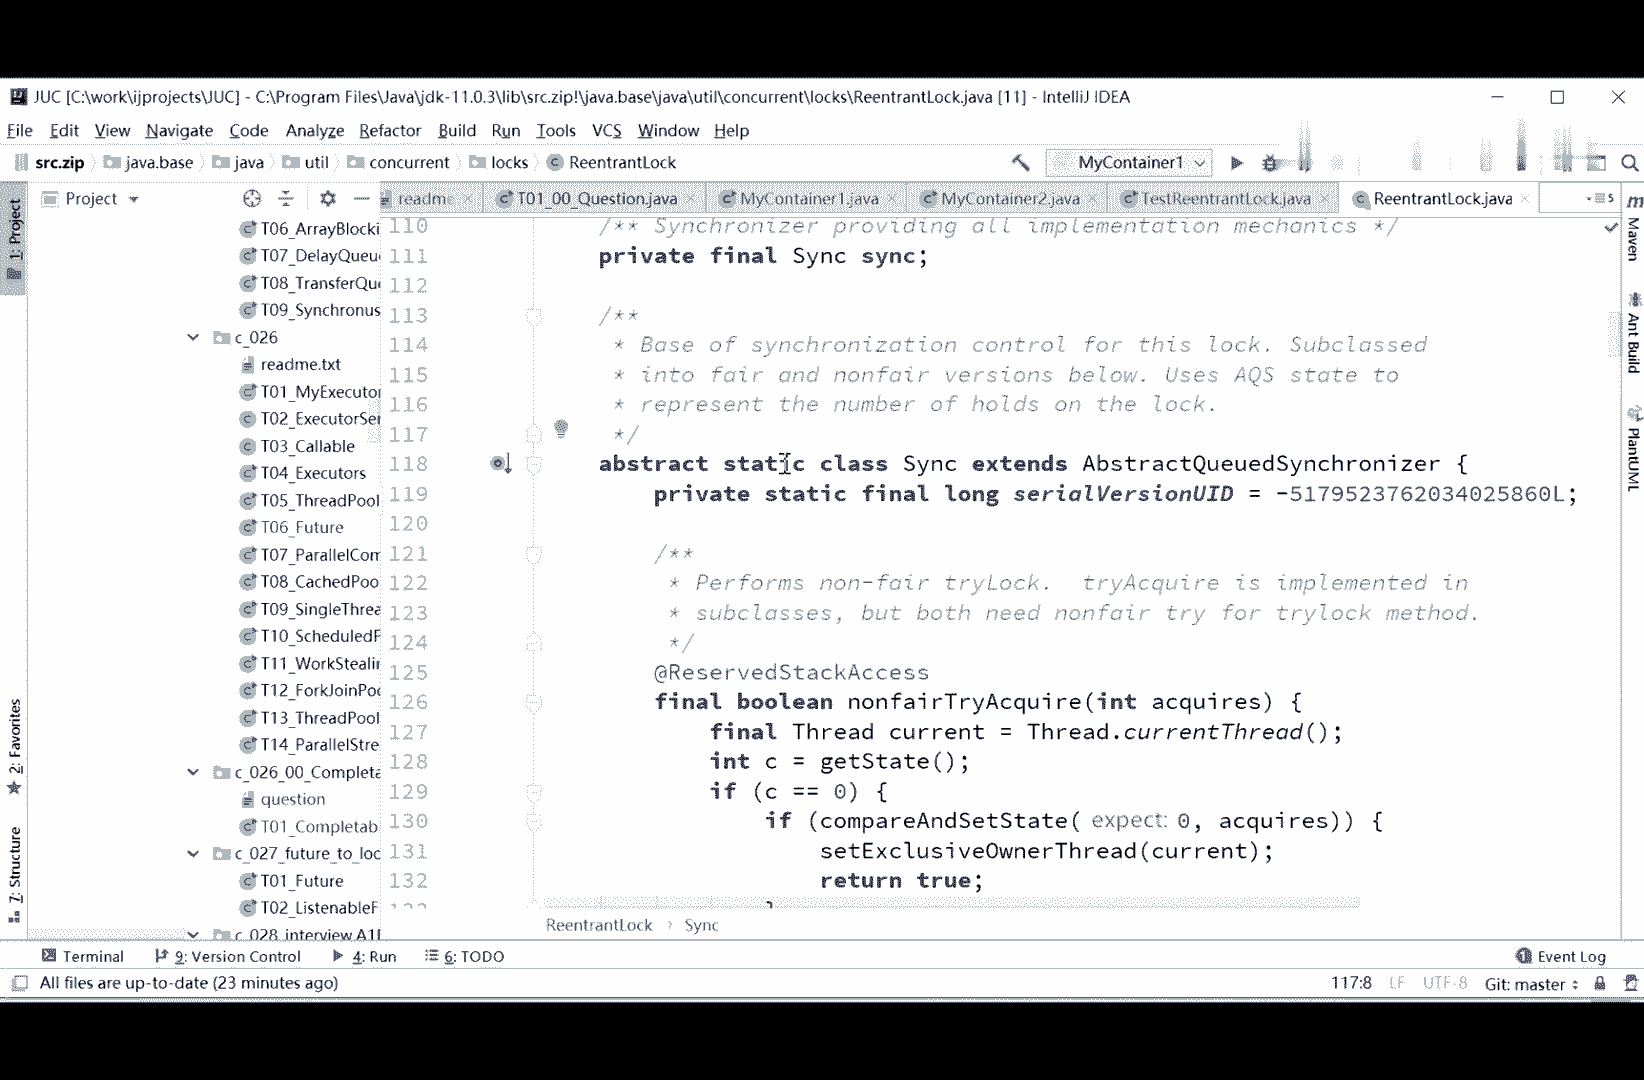 JUC [C:\work\ijprojects\JUC] - C:\Program Files\Java\jdk-11.0.3\lib\src.zip!\java.base\java\util\concurrent\locks\ReentrantLock.java [11] - IntelliJ IDEA
File Edit View Navigate Code Analyze Refactor Build Run Tools VCS Window Help
src.zip java.base java util concurrent locks ReentrantLock MyContainer1
Project readme T01_00_Question.java MyContainer1.java MyContainer2.java TestReentrantLock.java ReentrantLock.java
1: Project
2: Favorites
7: Structure
T06_ArrayBlocki
T07_DelayQueu
T08_TransferQu
T09_Synchronus
c_026
readme.txt
T01_MyExecutor
T02_ExecutorSer
T03_Callable
T04_Executors
T05_ThreadPool
T06_Future
T07_ParallelCom
T08_CachedPoo
T09_SingleThrea
T10_ScheduledP
T11_WorkStealin
T12_ForkJoinPoo
T13_ThreadPool
T14_ParallelStre
c_026_00_Completa
question
T01_Completab
c_027_future_to_loc
T01_Future
T02_ListenableF
c_028_interview A1
110 /** Synchronizer providing all implementation mechanics */
111 private final Sync sync;
112
113 /**
114 * Base of synchronization control for this lock. Subclassed
115 * into fair and nonfair versions below. Uses AQS state to
116 * represent the number of holds on the lock.
117 */
118 abstract static class Sync extends AbstractQueuedSynchronizer {
119 private static final long serialVersionUID = -5179523762034025860L;
120
121 /**
122 * Performs non-fair tryLock. tryAcquire is implemented in
123 * subclasses, but both need nonfair try for trylock method.
124 */
125 @ReservedStackAccess
126 final boolean nonfairTryAcquire(int acquires) {
127 final Thread current = Thread.currentThread();
128 int c = getState();
129 if (c == 0) {
130 if (compareAndSetState( expect: 0, acquires)) {
131 setExclusiveOwnerThread(current);
132 return true;
ReentrantLock Sync
Maven
Ant Build
PlantUML
Terminal 9: Version Control 4: Run 6: TODO Event Log
All files are up-to-date (23 minutes ago) 117:8 LF UTF-8 Git: master